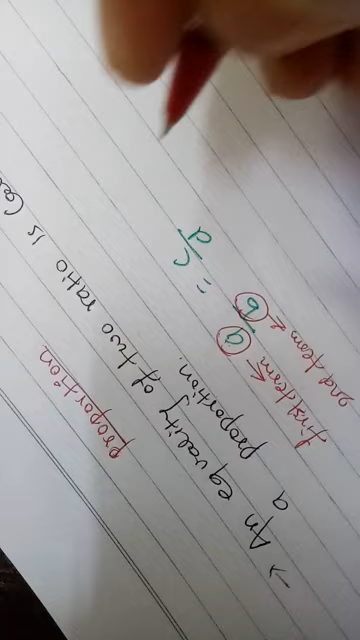 proportion
→ An equality of two ratio is
a proportion.
first term → a/b = c/d
2nd term